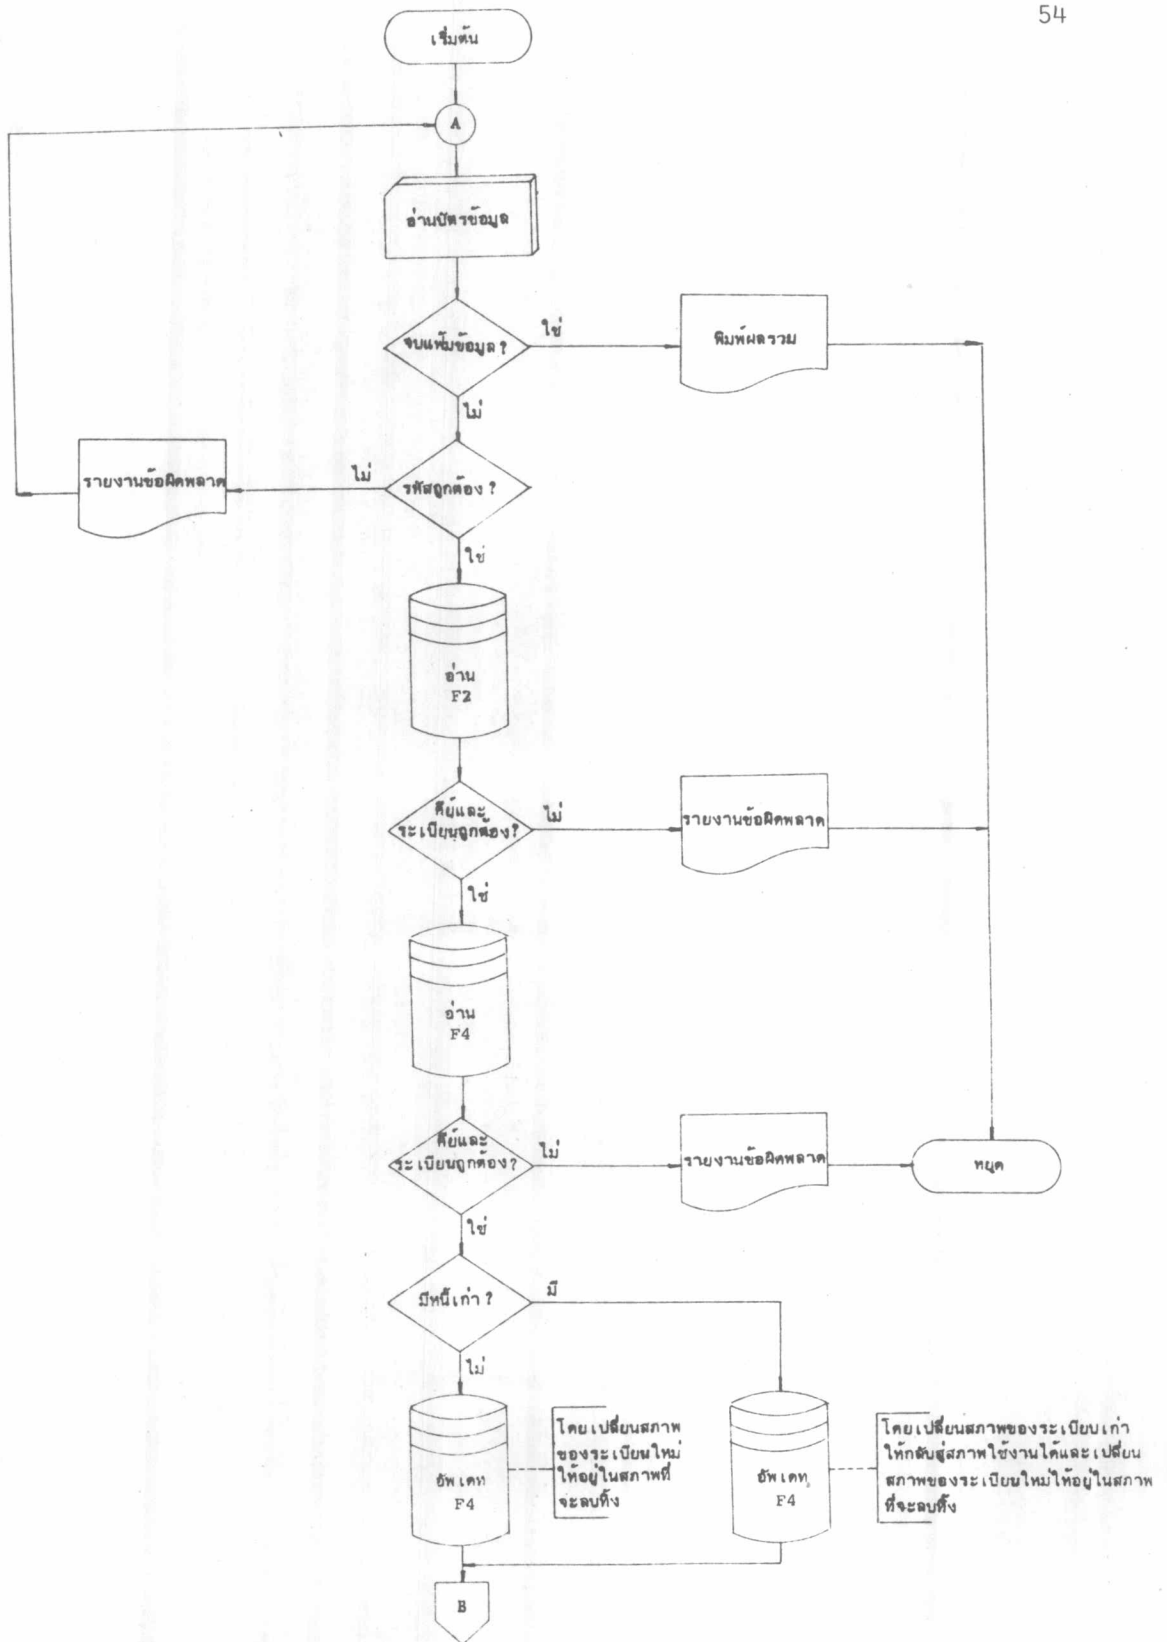 54
เริ่มต้น
A
อ่านบัตรข้อมูล
จบแฟ้มข้อมูล?
ใช่
พิมพ์ผลรวม
ไม่
รหัสถูกต้อง?
ไม่
รายงานข้อผิดพลาด
ใช่
อ่าน
F2
คีย์และ
ระเบียนถูกต้อง?
ไม่
รายงานข้อผิดพลาด
ใช่
อ่าน
F4
คีย์และ
ระเบียนถูกต้อง?
ไม่
รายงานข้อผิดพลาด
หยุด
ใช่
มีหนี้เก่า?
มี
ไม่
อัพเดท
F4
โดยเปลี่ยนสภาพ
ของระเบียนใหม่
ให้อยู่ในสภาพที่
จะลบทิ้ง
อัพเดท
F4
โดยเปลี่ยนสภาพของระเบียบเก่า
ให้กลับสู่สภาพใช้งานได้และเปลี่ยน
สภาพของระเบียนใหม่ให้อยู่ในสภาพ
ที่จะลบทิ้ง
B